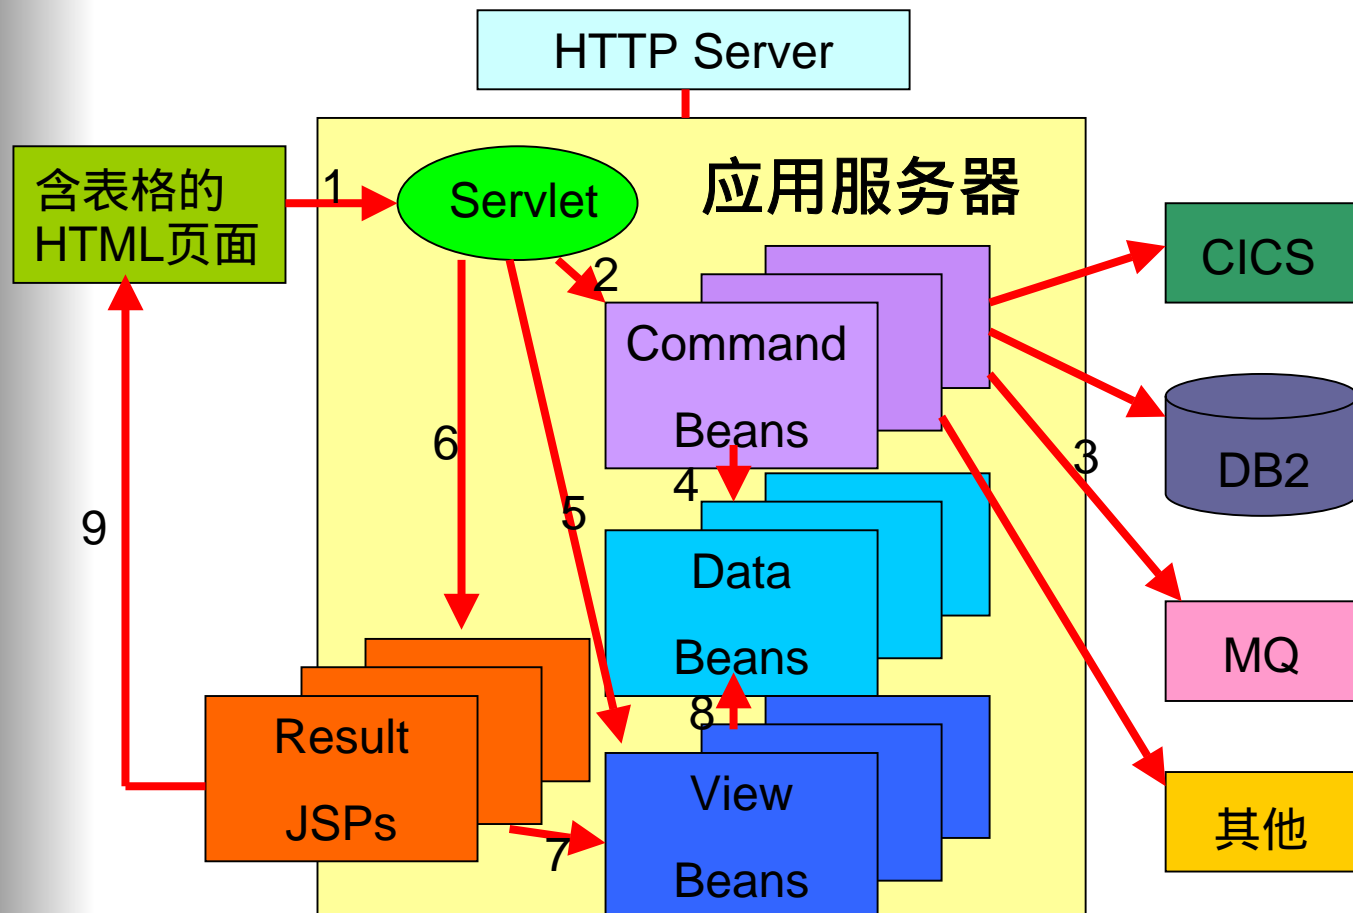 HTTP Server
应用服务器
含表格的
HTML页面
1
Servlet
2
CICS
Command
Beans
6
3
DB2
4
5
9
Data
Beans
MQ
8
Result
JSPs
View
Beans
7
其他